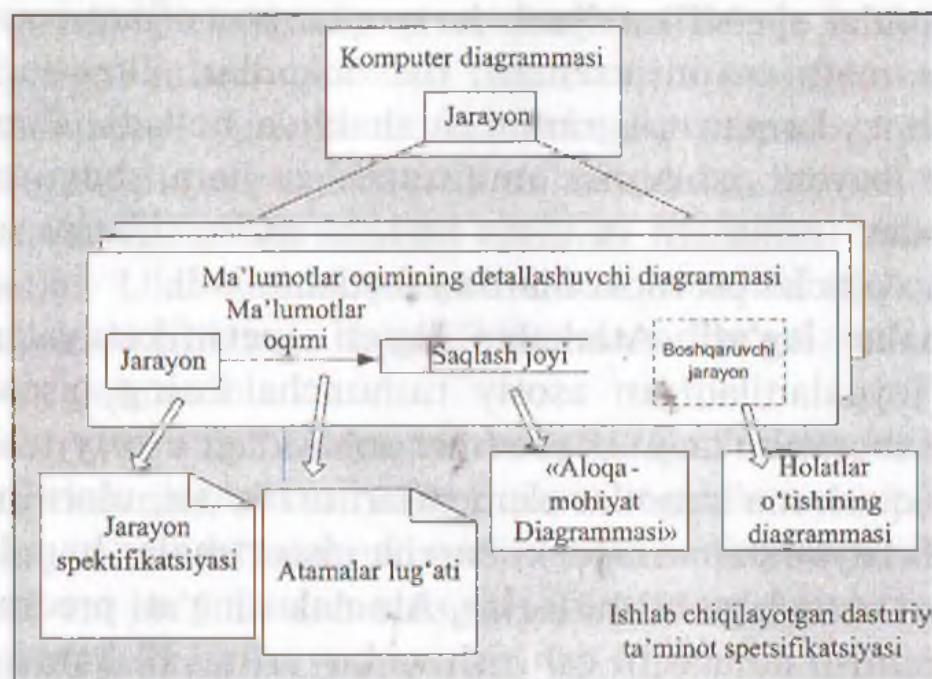 Komputer diagrammasi
Jarayon
Ma'lumotlar oqimining detallashuvchi diagrammasi
Ma'lumotlar
oqimi
Jarayon
Saqlash joyi
Boshqaruvchi
jarayon
Jarayon
spektifikatsiyasi
Atamalar lug'ati
«Aloqa-
mohiyat
Diagrammasi»
Holatlar
o'tishining
diagrammasi
Ishlab chiqilayotgan dasturiy
ta'minot spetsifikatsiyasi